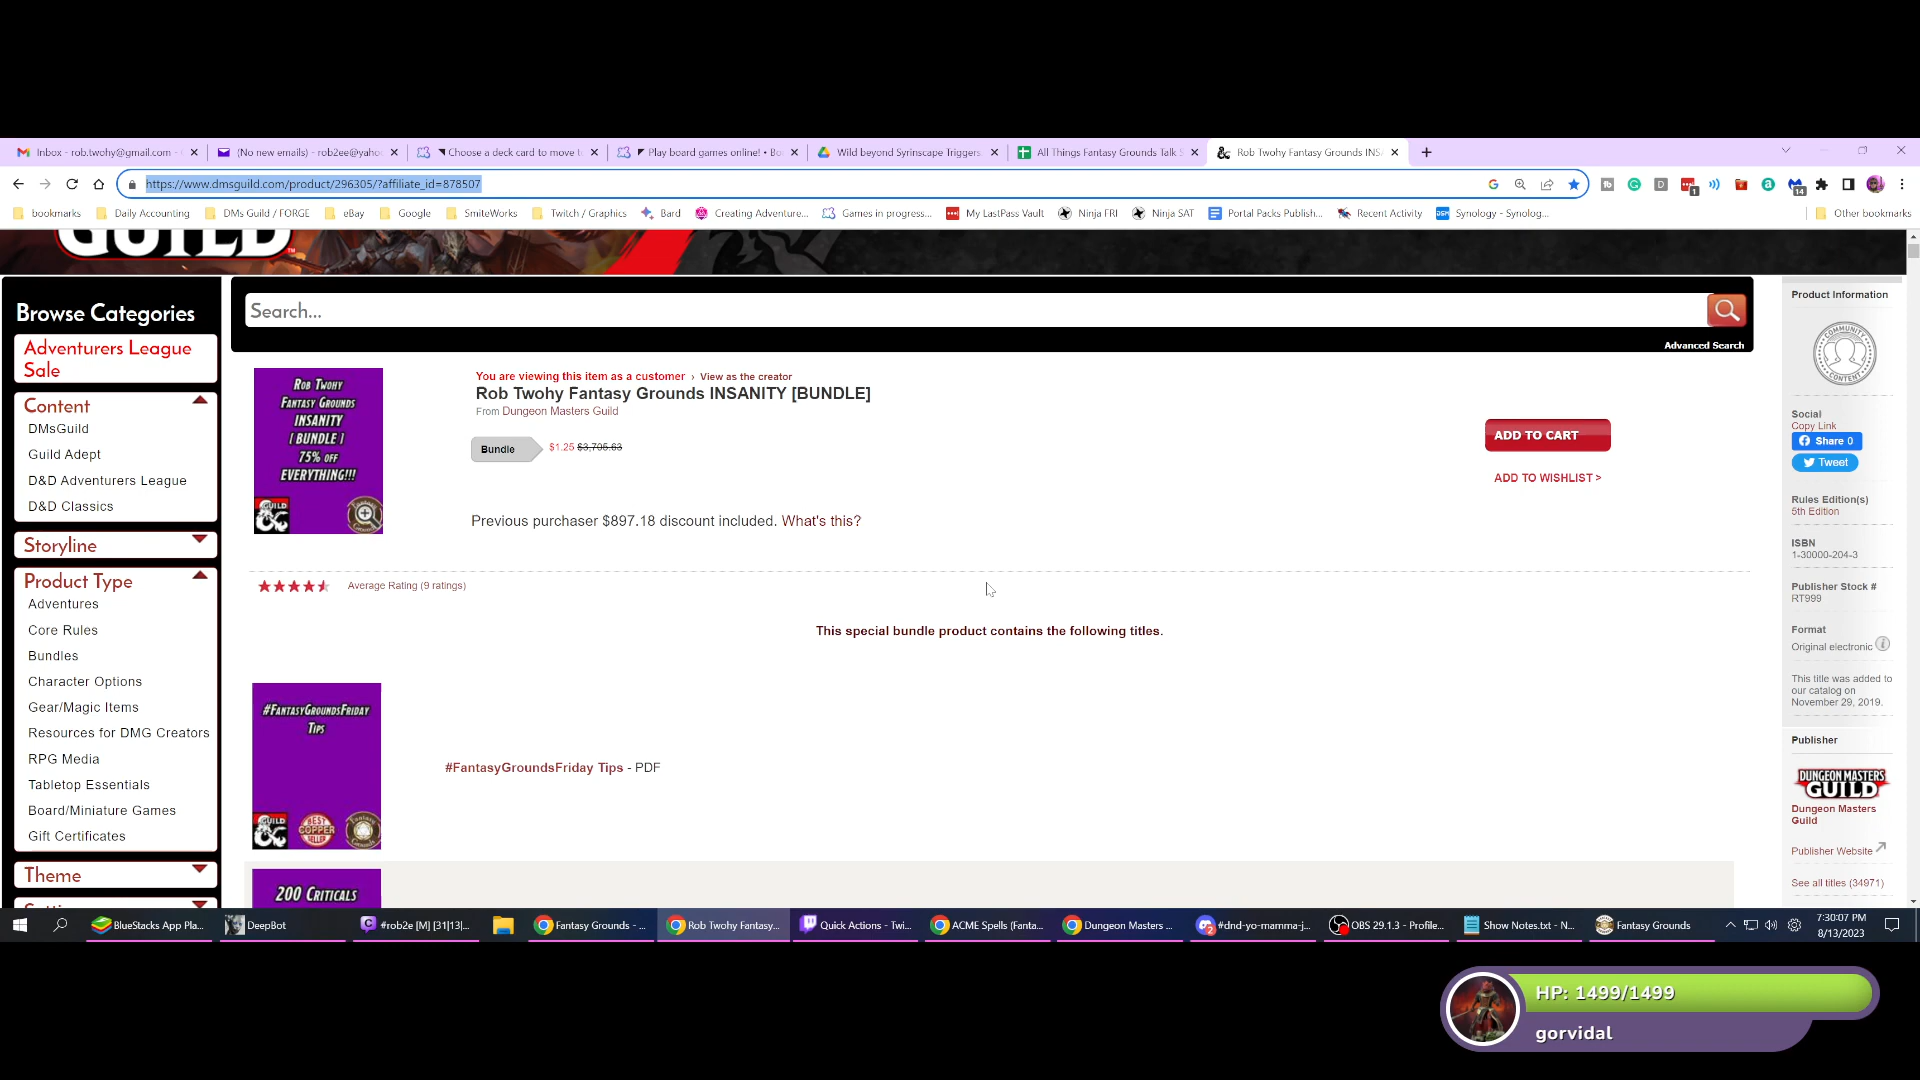 Inbox - rob.twohy@gmail.com -
(No new emails) - rob2ee@yaho
Choose a deck card to move t
Play board games online! • Bo
Wild beyond Syrinscape Triggers
All Things Fantasy Grounds Talk S
Rob Twohy Fantasy Grounds INS
https://www.dmsguild.com/product/296305/?affiliate_id=878507
bookmarks
Daily Accounting
DMs Guild / FORGE
eBay
Google
SmiteWorks
Twitch / Graphics
Bard
Creating Adventure...
Games in progress...
My LastPass Vault
Ninja FRI
Ninja SAT
Portal Packs Publish...
Recent Activity
Synology - Synolog...
Other bookmarks
GUILD
Browse Categories
Adventurers League
Sale
Content
DMsGuild
Guild Adept
D&D Adventurers League
D&D Classics
Storyline
Product Type
Adventures
Core Rules
Bundles
Character Options
Gear/Magic Items
Resources for DMG Creators
RPG Media
Tabletop Essentials
Board/Miniature Games
Gift Certificates
Theme
Search...
Advanced Search
Rob Twohy
Fantasy Grounds
INSANITY
[ BUNDLE ]
75% off
EVERYTHING!!!
You are viewing this item as a customer › View as the creator
Rob Twohy Fantasy Grounds INSANITY [BUNDLE]
From Dungeon Masters Guild
Bundle $1.25 $3,705.63
Previous purchaser $897.18 discount included. What's this?
ADD TO CART
ADD TO WISHLIST >
Average Rating (9 ratings)
This special bundle product contains the following titles.
#FantasyGroundsFriday
Tips
BEST
COPPER
SELLER
#FantasyGroundsFriday Tips - PDF
200 Criticals
Product Information
COMMUNITY
CONTENT
Social
Copy Link
Share 0
Tweet
Rules Edition(s)
5th Edition
ISBN
1-30000-204-3
Publisher Stock #
RT999
Format
Original electronic
This title was added to
our catalog on
November 29, 2019.
Publisher
DUNGEON MASTERS
GUILD
Dungeon Masters
Guild
Publisher Website
See all titles (34971)
BlueStacks App Pla...
DeepBot
#rob2e [M] [31|13|...
Fantasy Grounds - ...
Rob Twohy Fantasy...
Quick Actions - Twi...
ACME Spells (Fanta...
Dungeon Masters ...
#dnd-yo-mamma-j...
OBS 29.1.3 - Profile...
Show Notes.txt - N...
Fantasy Grounds
7:30:07 PM
8/13/2023
HP: 1499/1499
gorvidal